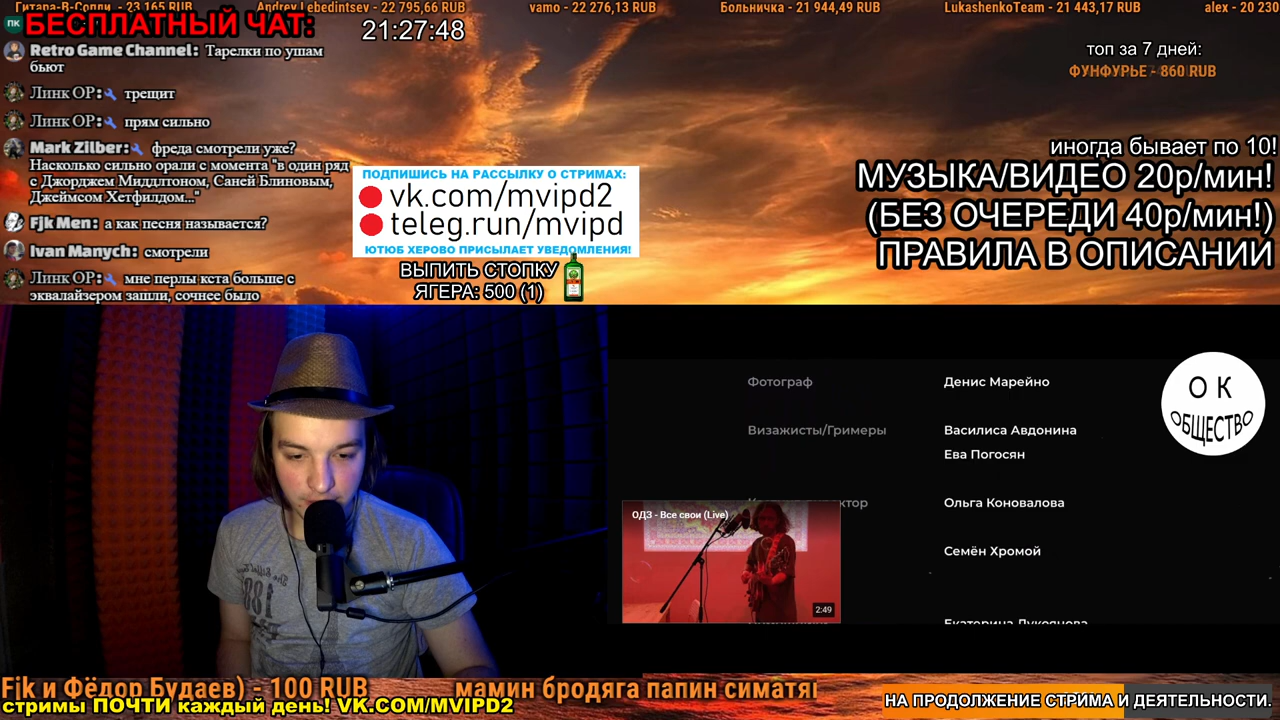 Гитара-В-Сопли - 23 165 RUB Andrey Lebedintsev - 22 795,66 RUB vamo - 22 276,13 RUB Больничка - 21 944,49 RUB LukashenkoTeam - 21 443,17 RUB alex - 20 230
ПК
БЕСПЛАТНЫЙ ЧАТ:
21:27:48
Retro Game Channel: Тарелки по ушам
бьют
Линк ОР: трещит
Линк ОР: прям сильно
Mark Zilber: фреда смотрели уже?
Насколько сильно орали с момента "в один ряд
с Джорджем Миддлтоном, Саней Блиновым,
Джеймсом Хетфилдом..."
Fjk Men: а как песня называется?
Ivan Manych: смотрели
Линк ОР: мне перлы кста больше с
эквалайзером зашли, сочнее было
ПОДПИШИСЬ НА РАССЫЛКУ О СТРИМАХ:
vk.com/mvipd2
teleg.run/mvipd
ЮТЮБ ХЕРОВО ПРИСЫЛАЕТ УВЕДОМЛЕНИЯ!
ВЫПИТЬ СТОПКУ
ЯГЕРА: 500 (1)
топ за 7 дней:
ФУНФУРЬЕ - 860 RUB
иногда бывает по 10!
МУЗЫКА/ВИДЕО 20р/мин!
(БЕЗ ОЧЕРЕДИ 40р/мин!)
ПРАВИЛА В ОПИСАНИИ
Фотограф Денис Марейно
Визажисты/Гримеры Василиса Авдонина
Ева Погосян
Ольга Коновалова
Семён Хромой
Екатерина Лукоянова
ОК
ОБЩЕСТВО
ОДЗ - Все свои (Live)
2:49
Fjk и Фёдор Будаев) - 100 RUB мамин бродяга папин симатя
стримы ПОЧТИ каждый день! VK.COM/MVIPD2
НА ПРОДОЛЖЕНИЕ СТРИМА И ДЕЯТЕЛЬНОСТИ.